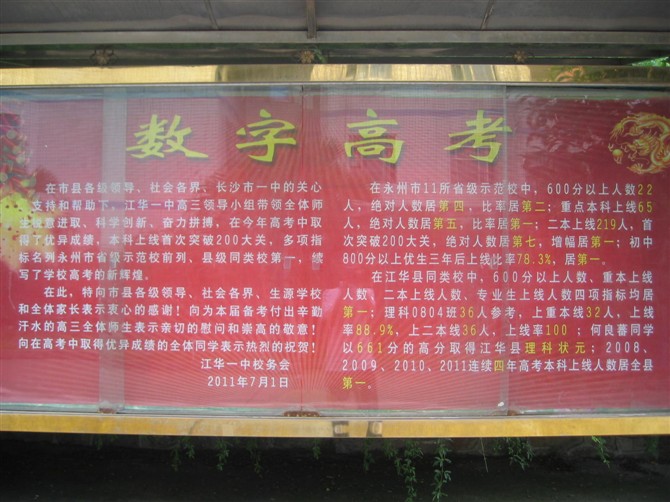 数字高考
在市县各级领导、社会各界、长沙市一中的关心
支持和帮助下，江华一中高三领导小组带领全体师
生锐意进取、科学创新、奋力拼搏，在今年高考中取
得了优异成绩，本科上线首次突破200大关，多项指
标名列永州市省级示范校前列、县级同类校第一，续
写了学校高考的新辉煌。
在此，特向市县各级领导、社会各界、生源学校
和全体家长表示衷心的感谢！向为本届备考付出辛勤
汗水的高三全体师生表示亲切的慰问和崇高的敬意！
向在高考中取得优异成绩的全体同学表示热烈的祝贺！
江华一中校务会
2011年7月1日
在永州市11所省级示范校中，600分以上人数22
人，绝对人数居第四，比率居第二；重点本科上线65
人，绝对人数居第五，比率居第一；二本上线219人，首
次突破200大关，绝对人数居第七，增幅居第一；初中
800分以上优生三年后上线比率78.3%，居第一。
在江华县同类校中，600分以上人数、重本上线
人数、二本上线人数、专业生上线人数四项指标均居
第一；理科0804班36人参考，上重本线32人，上线
率88.9%，上二本线36人，上线率100；何良善同学
以661分的高分取得江华县理科状元；2008、
2009、2010、2011连续四年高考本科上线人数居全县
第一。